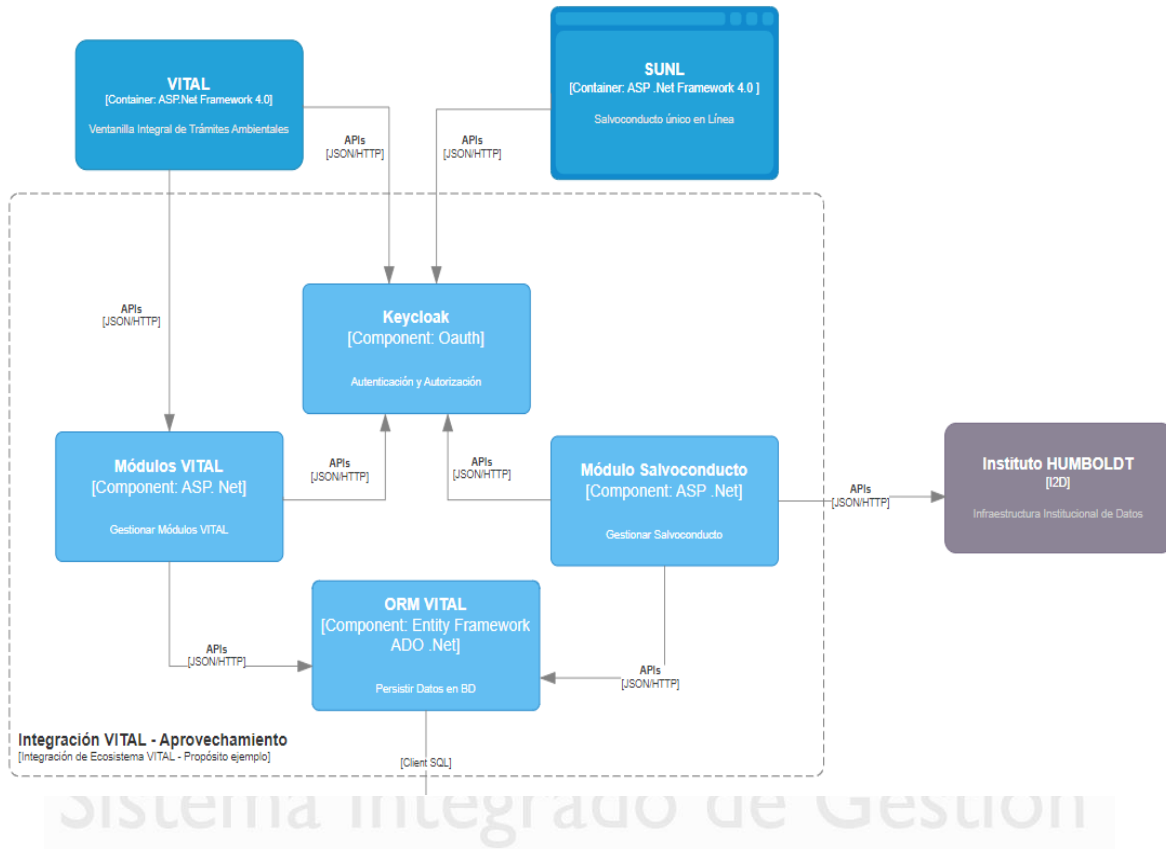 VITAL
[Container: ASP.Net Framework 4.0]
Ventanilla Integral de Trámites Ambientales
SUNL
[Container: ASP .Net Framework 4.0 ]
Salvoconducto único en Línea
APIs
[JSON/HTTP]
APIs
[JSON/HTTP]
APIs
[JSON/HTTP]
Keycloak
[Component: Oauth]
Autenticación y Autorización
Módulos VITAL
[Component: ASP. Net]
Gestionar Módulos VITAL
APIs
[JSON/HTTP]
APIs
[JSON/HTTP]
Módulo Salvoconducto
[Component: ASP .Net]
Gestionar Salvoconducto
APIs
[JSON/HTTP]
Instituto HUMBOLDT
[I2D]
Infraestructura Institucional de Datos
ORM VITAL
[Component: Entity Framework
ADO .Net]
Persistir Datos en BD
APIs
[JSON/HTTP]
APIs
[JSON/HTTP]
Integración VITAL - Aprovechamiento
[Integración de Ecosistema VITAL - Propósito ejemplo]
[Client SQL]
Sistema Integrado de Gestión